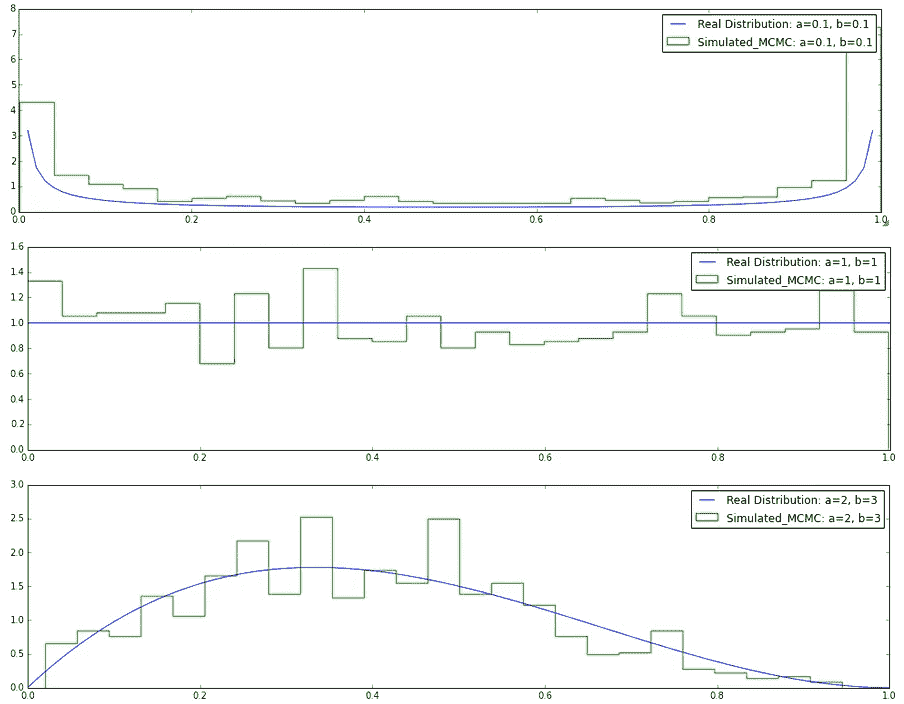 8
7
6
5
4
3
2
1
0
0.0 0.2 0.4 0.6 0.8 1.0
Real Distribution: a=0.1, b=0.1
Simulated_MCMC: a=0.1, b=0.1
1.6
1.4
1.2
1.0
0.8
0.6
0.4
0.2
0.0
0.0 0.2 0.4 0.6 0.8 1.0
Real Distribution: a=1, b=1
Simulated_MCMC: a=1, b=1
3.0
2.5
2.0
1.5
1.0
0.5
0.0
0.0 0.2 0.4 0.6 0.8 1.0
Real Distribution: a=2, b=3
Simulated_MCMC: a=2, b=3